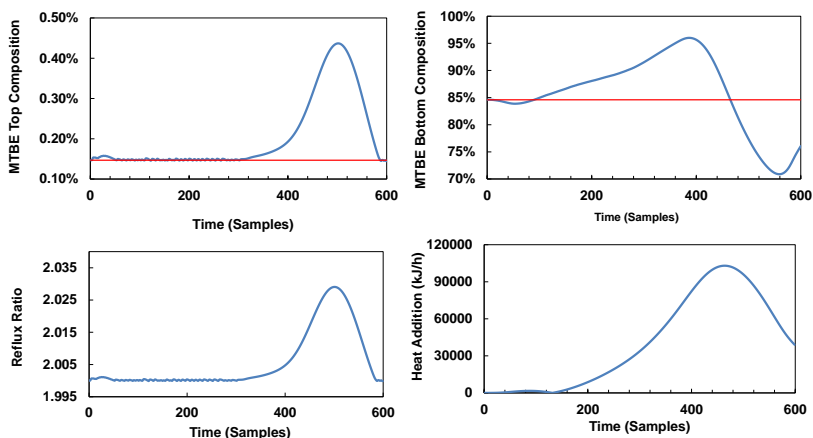 MTBE Top Composition
0.50%
0.40%
0.30%
0.20%
0.10%
0 200 400 600
Time (Samples)
MTBE Bottom Composition
100%
95%
90%
85%
80%
75%
70%
0 200 400 600
Time (Samples)
Reflux Ratio
2.035
2.025
2.015
2.005
1.995
0 200 400 600
Time (Samples)
Heat Addition (kJ/h)
120000
90000
60000
30000
0
0 200 400 600
Time (Samples)